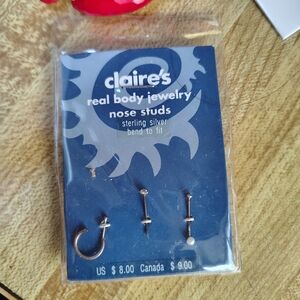 claire's
real body jewelry
nose studs
sterling silver
bend to fit
US $ 8.00 Canada $ 9.00